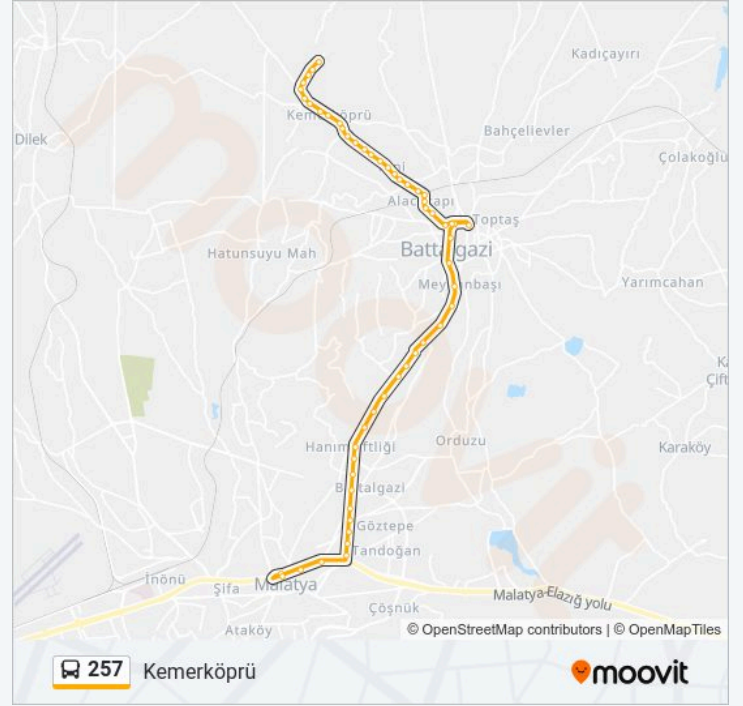 Kadıçayırı
Kemerköprü
Dilek
Bahçelievler
Çolakoğlu
Alacakapı
Toptaş
Battalgazi
Hatunsuyu Mah
Meydanbaşı
Yarımcahan
Orduzu
Hanımınçiftliği
Karaköy
Battalgazi
Göztepe
Tandoğan
İnönü
Şifa
Malatya
Malatya-Elazığ yolu
Çöşnük
Ataköy
© OpenStreetMap contributors | © OpenMapTiles
257 Kemerköprü
moovit